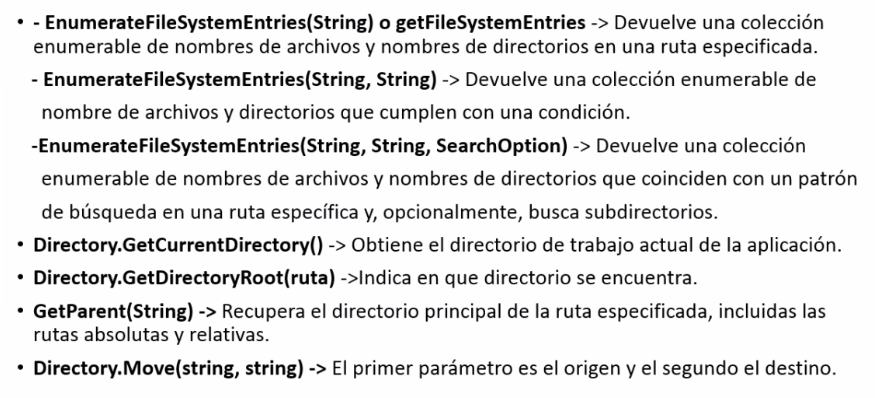 • - EnumerateFileSystemEntries(String) o getFileSystemEntries -> Devuelve una colección
enumerable de nombres de archivos y nombres de directorios en una ruta especificada.
- EnumerateFileSystemEntries(String, String) -> Devuelve una colección enumerable de
nombre de archivos y directorios que cumplen con una condición.
-EnumerateFileSystemEntries(String, String, SearchOption) -> Devuelve una colección
enumerable de nombres de archivos y nombres de directorios que coinciden con un patrón
de búsqueda en una ruta específica y, opcionalmente, busca subdirectorios.
• Directory.GetCurrentDirectory() -> Obtiene el directorio de trabajo actual de la aplicación.
• Directory.GetDirectoryRoot(ruta) ->Indica en que directorio se encuentra.
• GetParent(String) -> Recupera el directorio principal de la ruta especificada, incluidas las
rutas absolutas y relativas.
• Directory.Move(string, string) -> El primer parámetro es el origen y el segundo el destino.